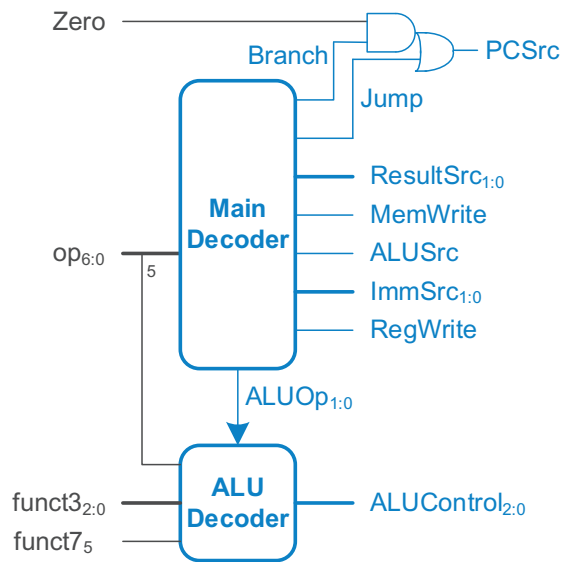 Zero
Branch
PCSrc
Jump
ResultSrc1:0
Main
Decoder
MemWrite
op6:0
5
ALUSrc
ImmSrc1:0
RegWrite
ALUOp1:0
funct32:0
ALU
Decoder
ALUControl2:0
funct75